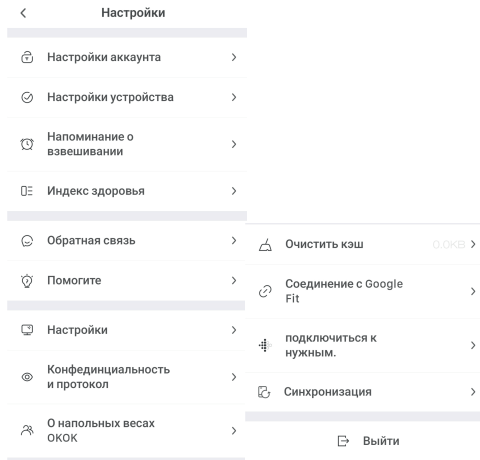 Настройки
Настройки аккаунта
Настройки устройства
Напоминание о
взвешивании
Индекс здоровья
Обратная связь
Помогите
Настройки
Конфединциальность
и протокол
О напольных весах
OKOK
Очистить кэш 0.0KB
Соединение с Google
Fit
подключиться к
нужным.
Синхронизация
Выйти